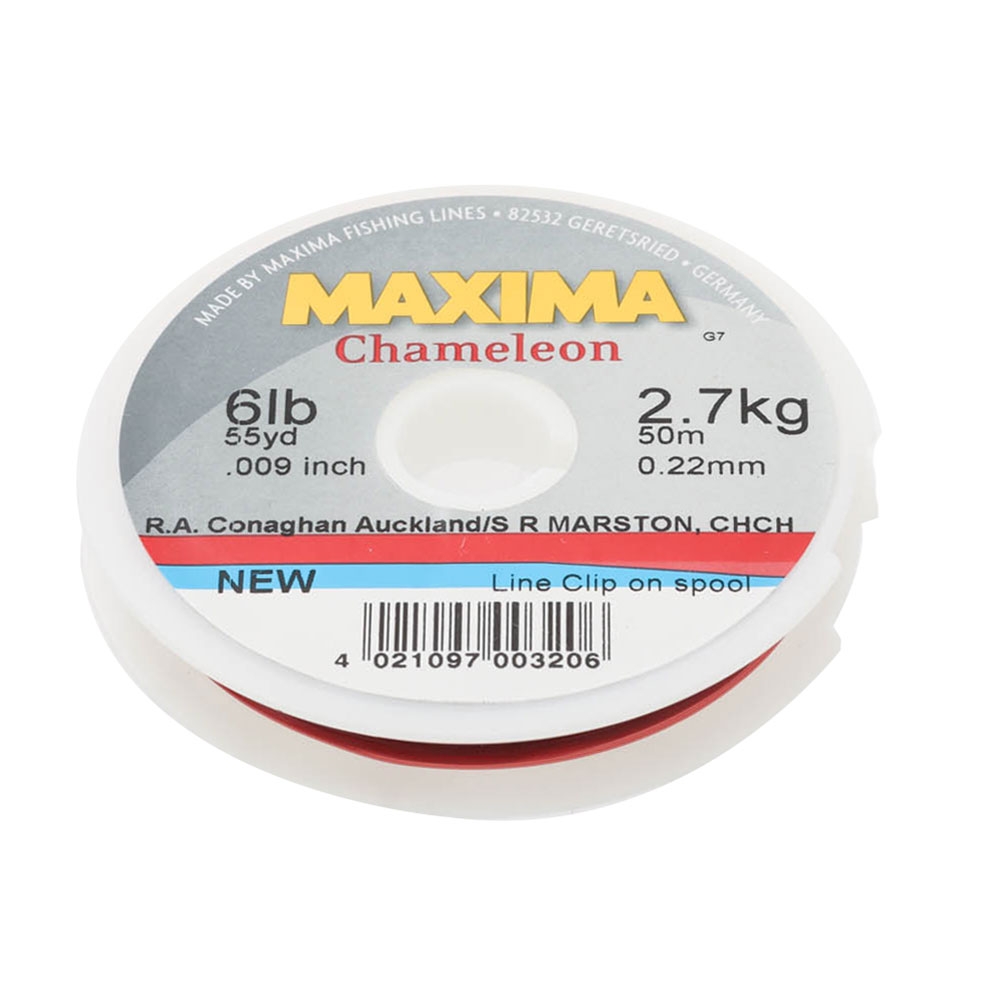 MADE BY MAXIMA FISHING LINES • 82532 GERETSRIED • GERMANY
MAXIMA
Chameleon
G7
6lb 2.7kg
55yd 50m
.009 inch 0.22mm
R.A. Conaghan Auckland/S R MARSTON, CHCH
NEW Line Clip on spool
4 021097 003206